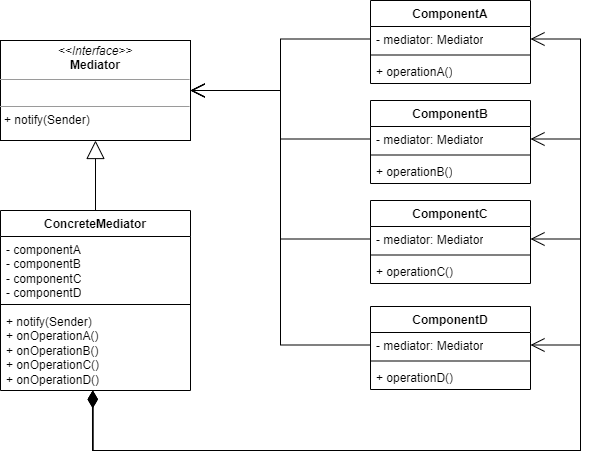 <<Interface>>
Mediator
+ notify(Sender)
ConcreteMediator
- componentA
- componentB
- componentC
- componentD
+ notify(Sender)
+ onOperationA()
+ onOperationB()
+ onOperationC()
+ onOperationD()
ComponentA
- mediator: Mediator
+ operationA()
ComponentB
- mediator: Mediator
+ operationB()
ComponentC
- mediator: Mediator
+ operationC()
ComponentD
- mediator: Mediator
+ operationD()